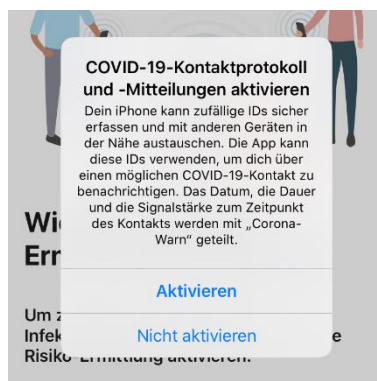 COVID-19-Kontaktprotokoll
und -Mitteilungen aktivieren
Dein iPhone kann zufällige IDs sicher
erfassen und mit anderen Geräten in
der Nähe austauschen. Die App kann
diese IDs verwenden, um dich über
einen möglichen COVID-19-Kontakt zu
benachrichtigen. Das Datum, die Dauer
und die Signalstärke zum Zeitpunkt
des Kontakts werden mit „Corona-
Warn“ geteilt.
Aktivieren
Nicht aktivieren
Um
Risiko-Ermittlung aktivieren.